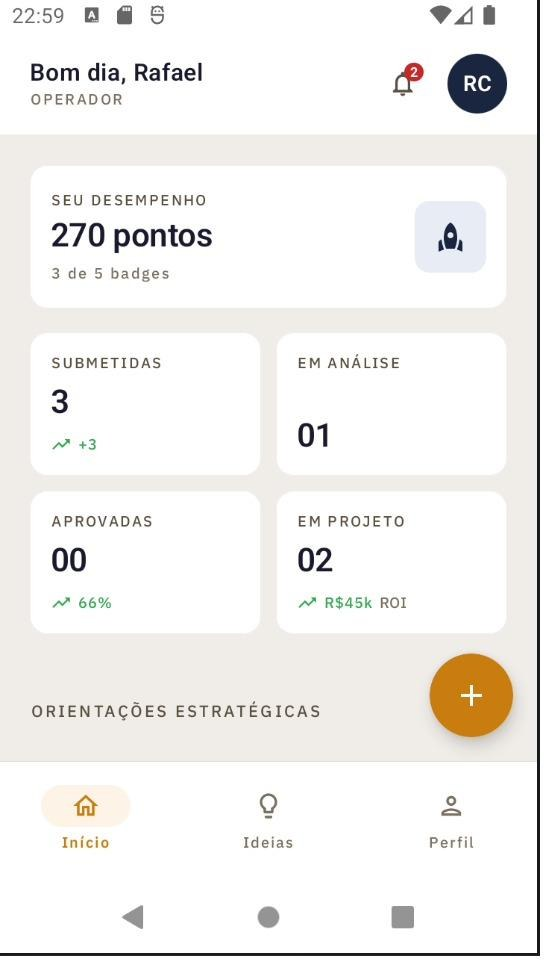 22:59
Bom dia, Rafael
OPERADOR
2
RC
SEU DESEMPENHO
270 pontos
3 de 5 badges
SUBMETIDAS
3
+3
EM ANÁLISE
01
APROVADAS
00
66%
EM PROJETO
02
R$45k ROI
ORIENTAÇÕES ESTRATÉGICAS
Início
Ideias
Perfil